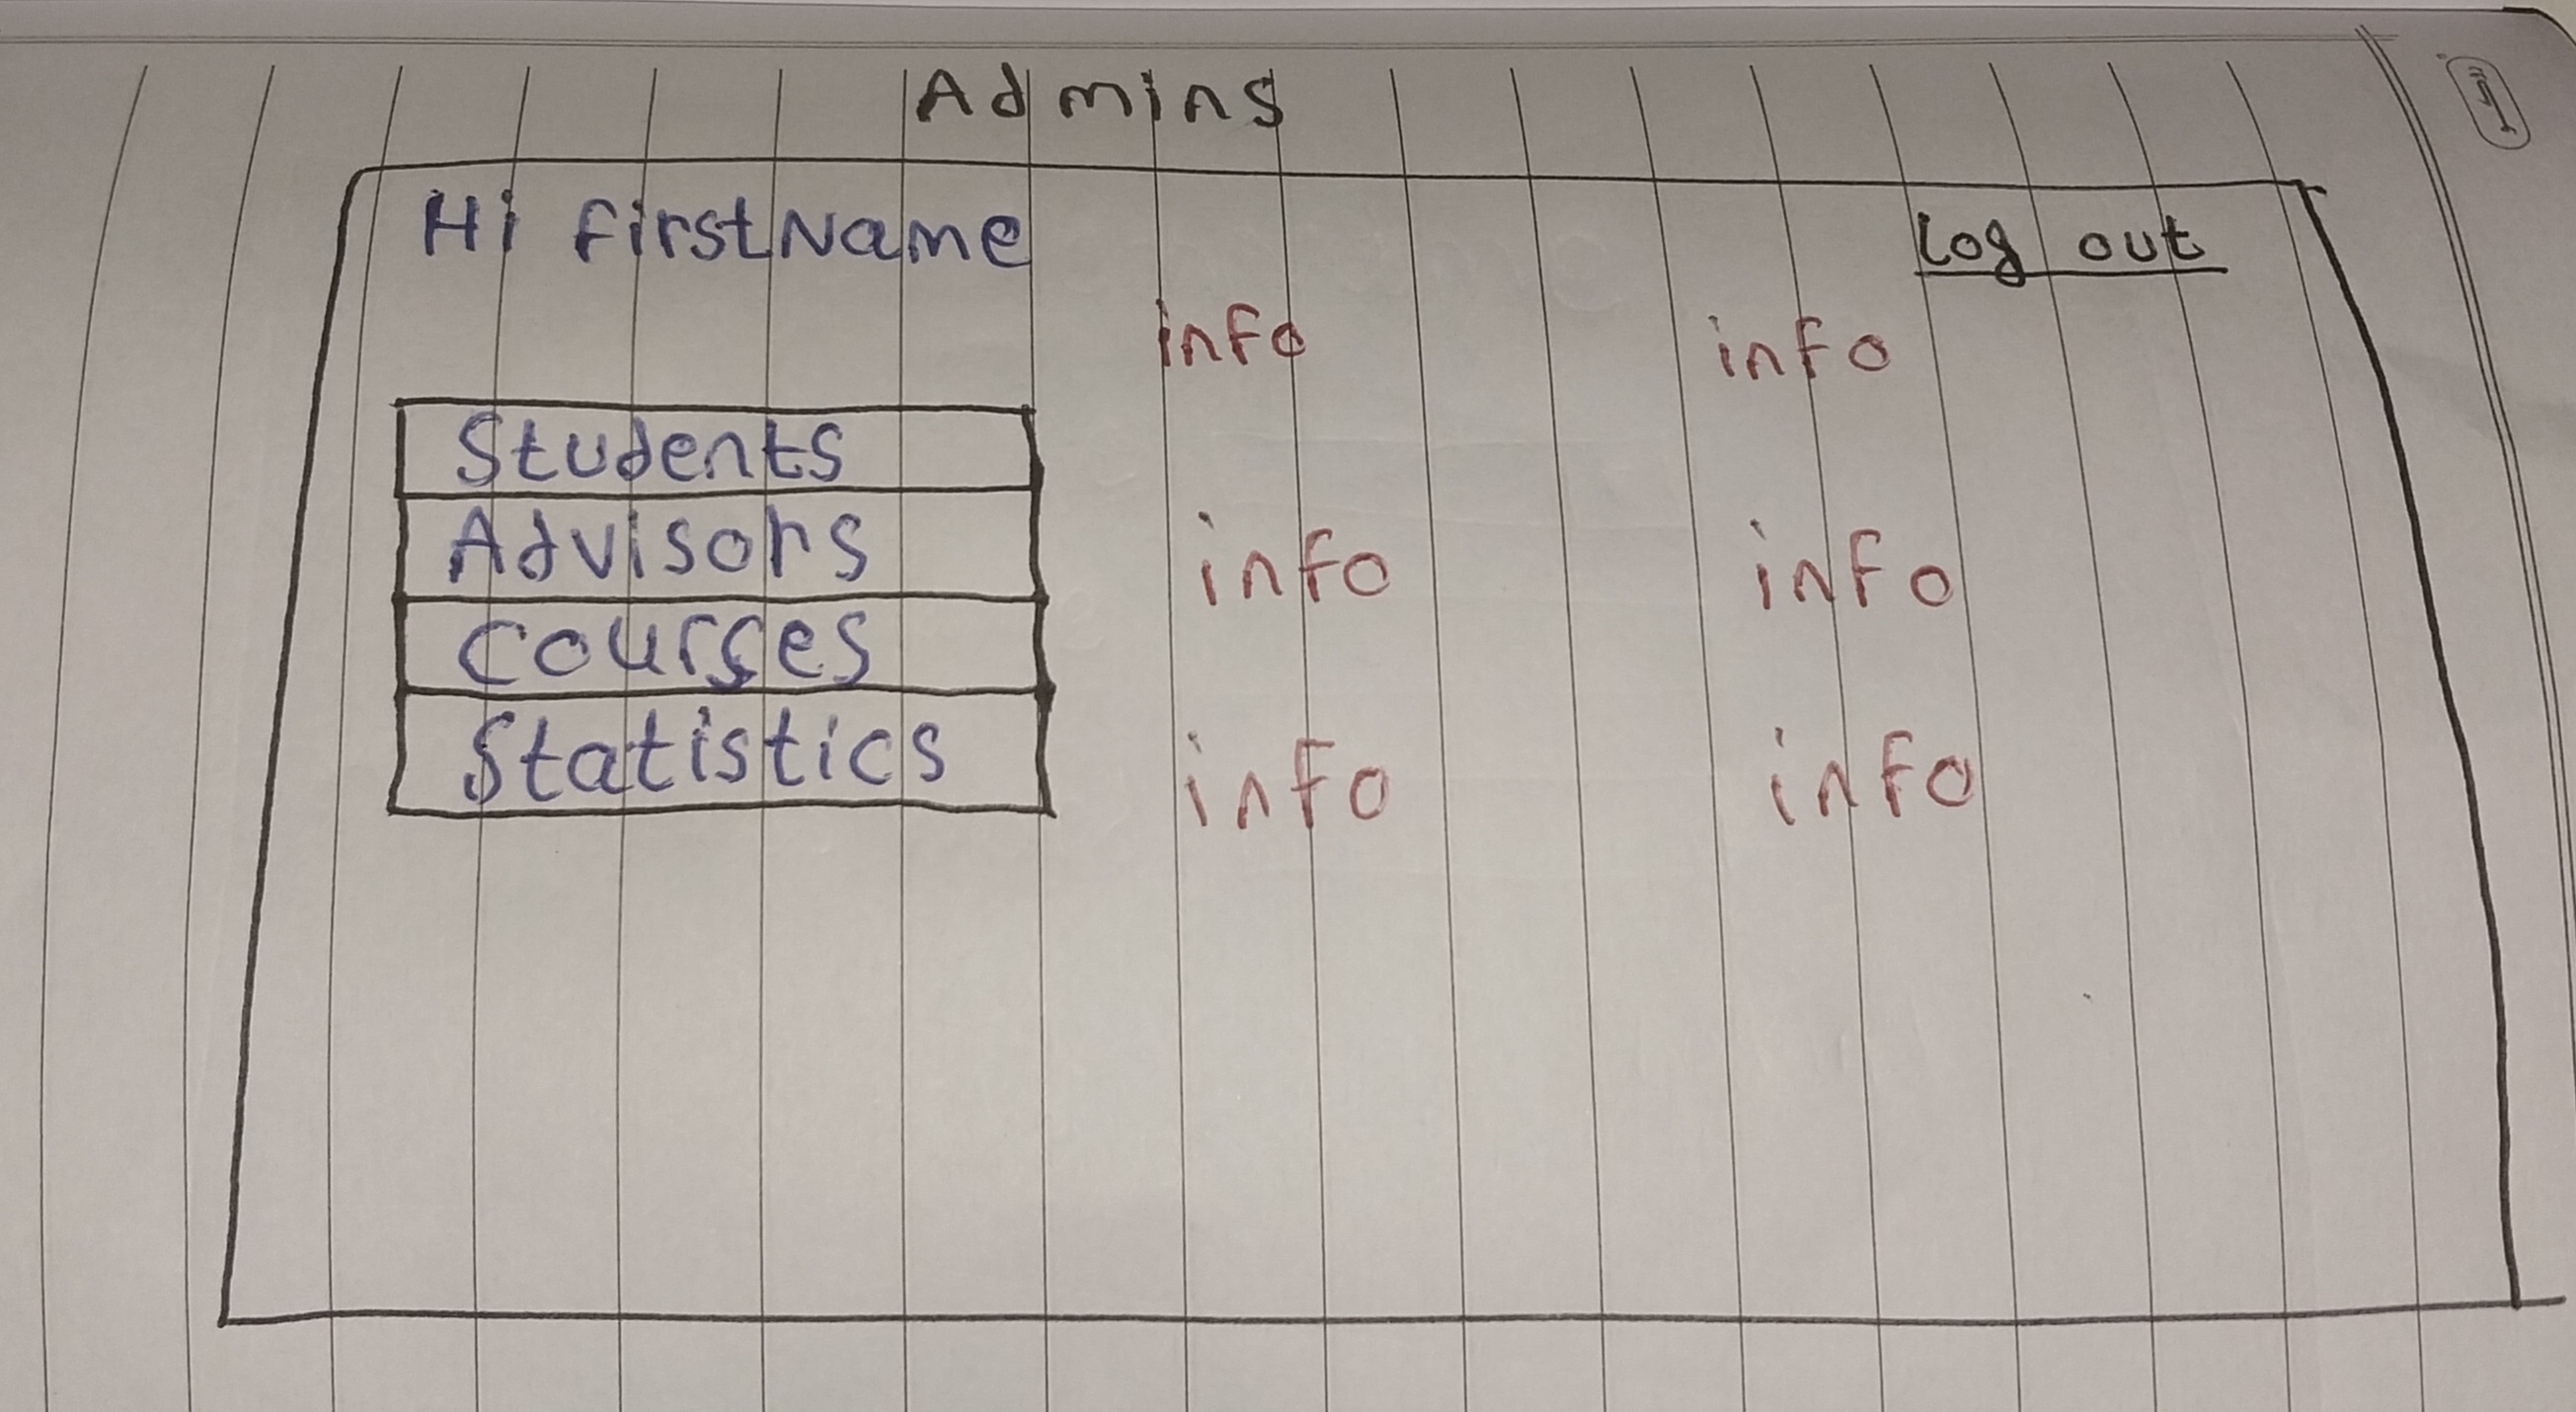 Admins
Hi firstName
Log out
info info
Students
Advisors
info info
Courses
Statistics
info info